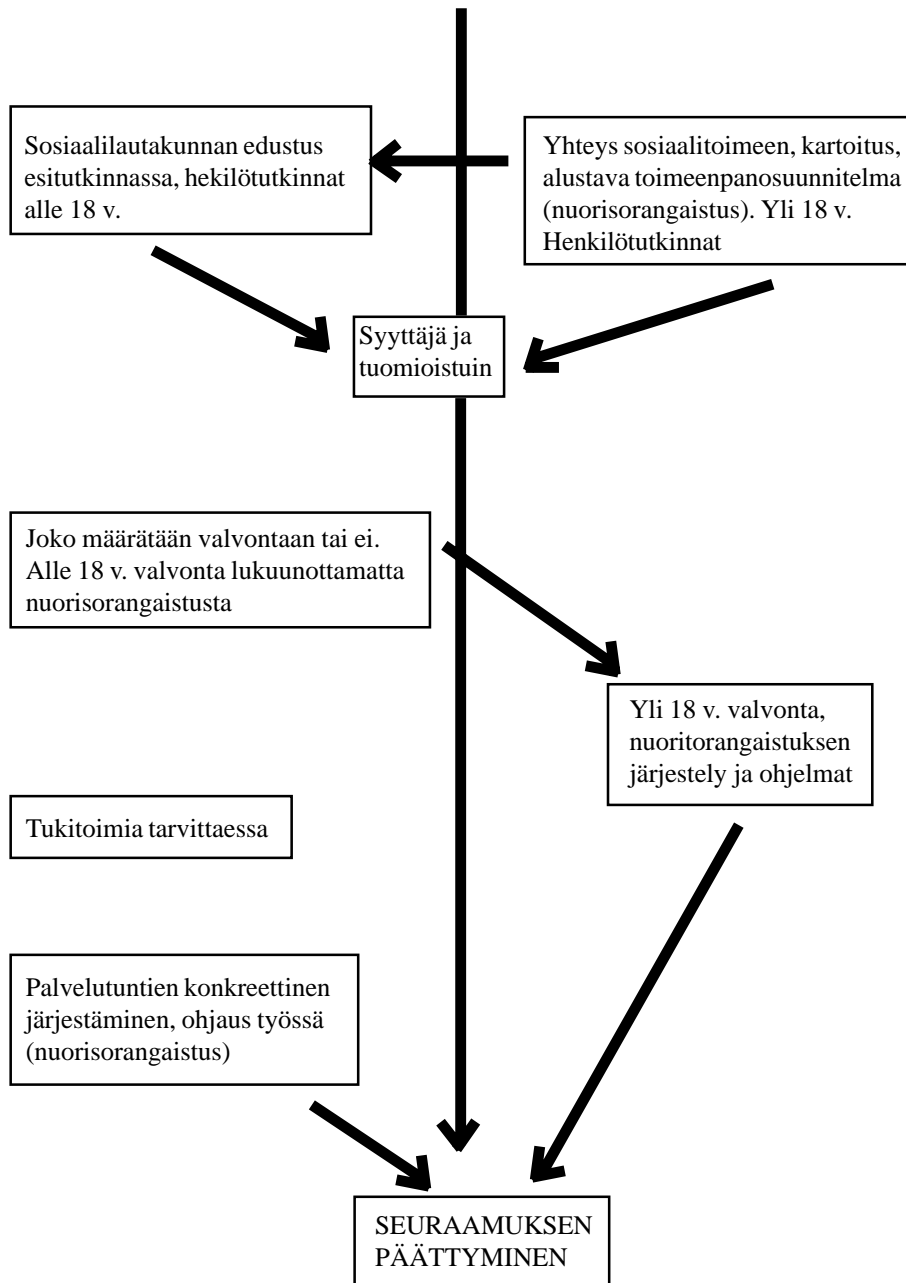 Sosiaalilautakunnan edustus
esitutkinnassa, hekilötutkinnat
alle 18 v.
Yhteys sosiaalitoimeen, kartoitus,
alustava toimeenpanosuunnitelma
(nuorisorangaistus). Yli 18 v.
Henkilötutkinnat
Syyttäjä ja
tuomioistuin
Joko määrätään valvontaan tai ei.
Alle 18 v. valvonta lukuunottamatta
nuorisorangaistusta
Yli 18 v. valvonta,
nuoritorangaistuksen
järjestely ja ohjelmat
Tukitoimia tarvittaessa
Palvelutuntien konkreettinen
järjestäminen, ohjaus työssä
(nuorisorangaistus)
SEURAAMUKSEN
PÄÄTTYMINEN